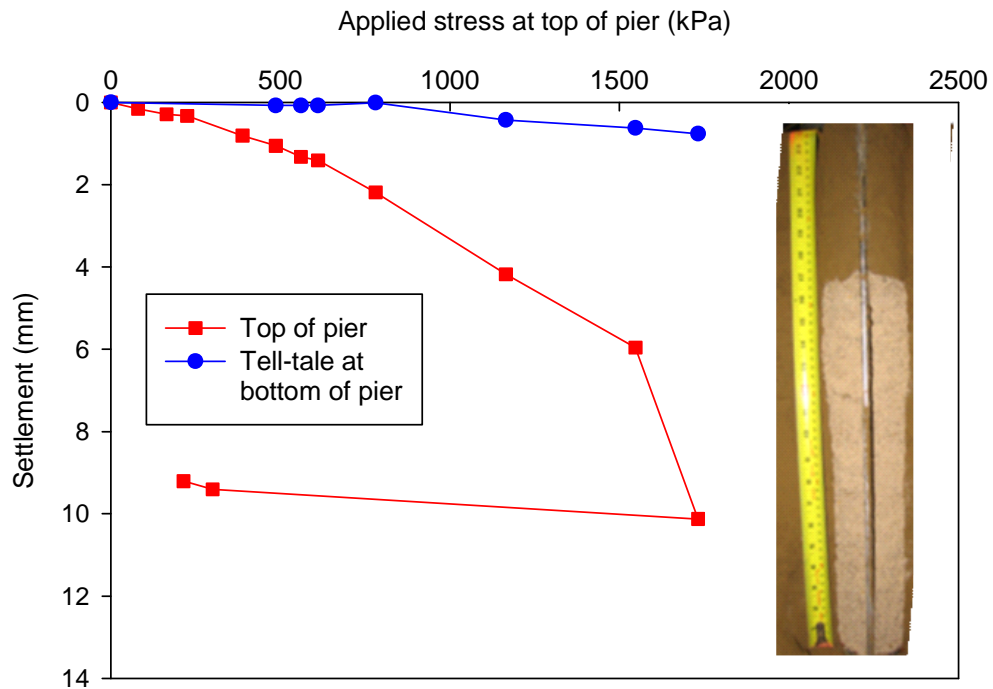 Applied stress at top of pier (kPa)
0 500 1000 1500 2000 2500
0
2
4
6
8
10
12
14
Settlement (mm)
Top of pier
Tell-tale at
bottom of pier